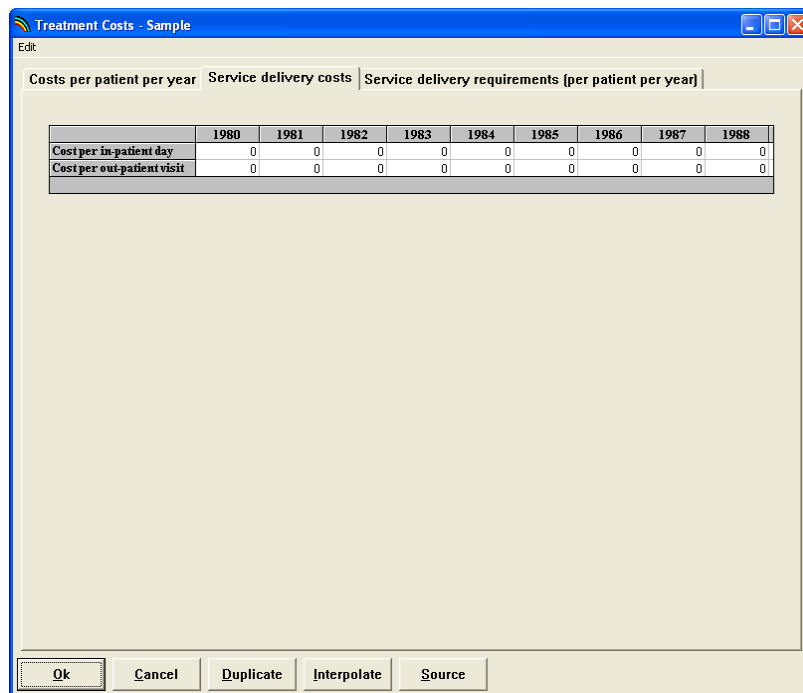 Treatment Costs - Sample
Edit
Costs per patient per year Service delivery costs Service delivery requirements (per patient per year)
1980 1981 1982 1983 1984 1985 1986 1987 1988
Cost per in-patient day 0 0 0 0 0 0 0 0 0
Cost per out-patient visit 0 0 0 0 0 0 0 0 0
Ok Cancel Duplicate Interpolate Source